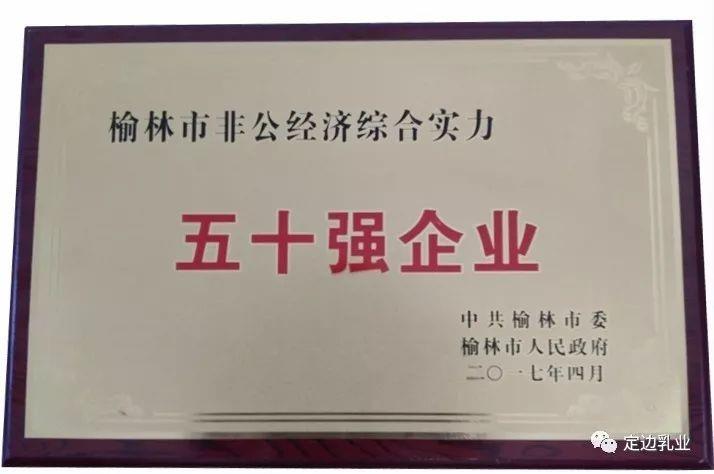 榆林市非公经济综合实力
五十强企业
中共榆林市委
榆林市人民政府
二〇一七年四月
定边乳业